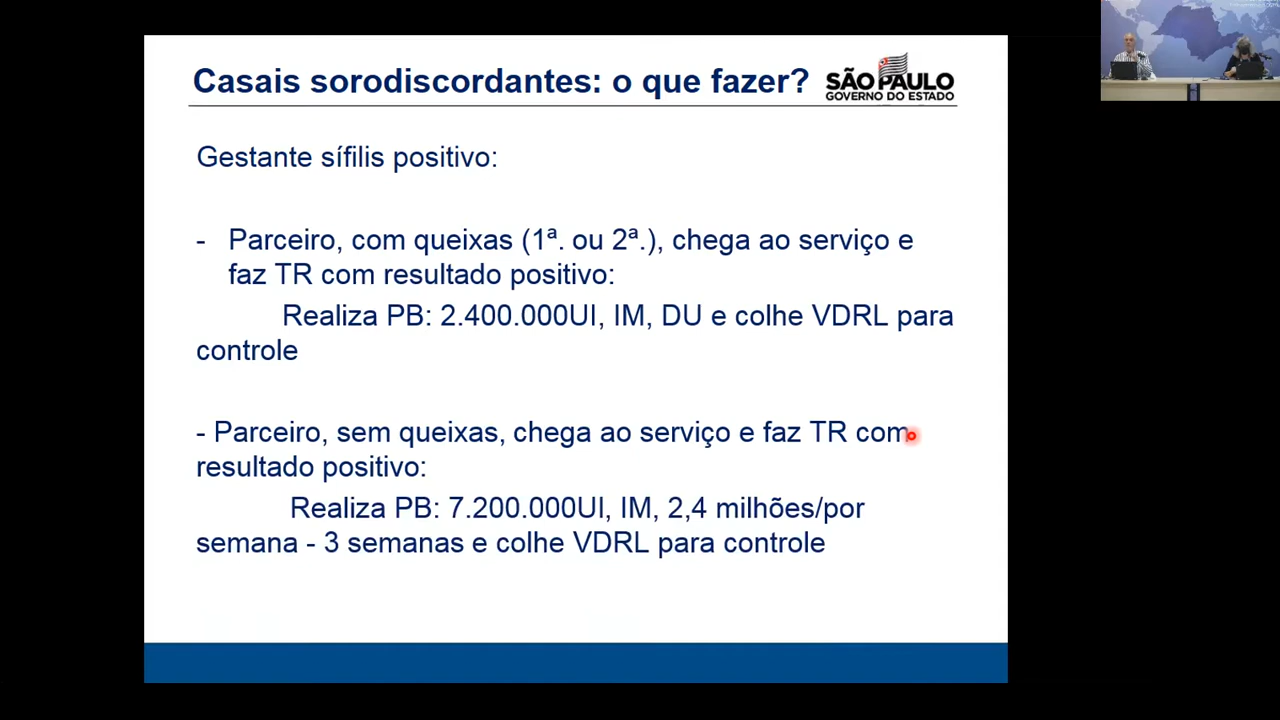 Casais sorodiscordantes: o que fazer?
SÃO PAULO
GOVERNO DO ESTADO
Gestante sífilis positivo:
- Parceiro, com queixas (1ª. ou 2ª.), chega ao serviço e
faz TR com resultado positivo:
Realiza PB: 2.400.000UI, IM, DU e colhe VDRL para
controle
- Parceiro, sem queixas, chega ao serviço e faz TR com
resultado positivo:
Realiza PB: 7.200.000UI, IM, 2,4 milhões/por
semana - 3 semanas e colhe VDRL para controle